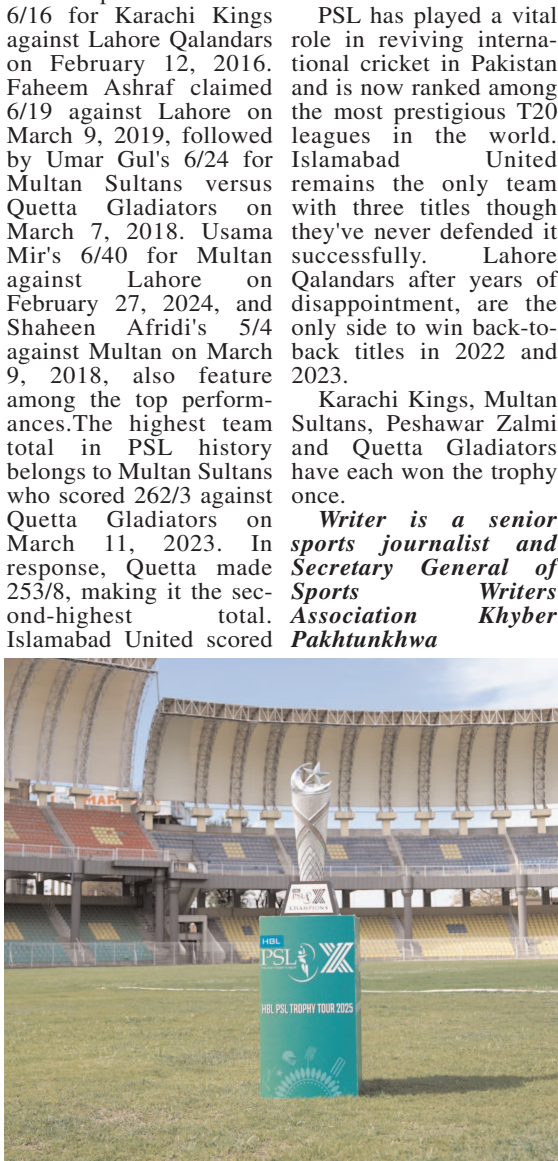 6/16 for Karachi Kings
against Lahore Qalandars
on February 12, 2016.
Faheem Ashraf claimed
6/19 against Lahore on
March 9, 2019, followed
by Umar Gul's 6/24 for
Multan Sultans versus
Quetta Gladiators on
March 7, 2018. Usama
Mir's 6/40 for Multan
against Lahore on
February 27, 2024, and
Shaheen Afridi's 5/4
against Multan on March
9, 2018, also feature
among the top perform-
ances.The highest team
total in PSL history
belongs to Multan Sultans
who scored 262/3 against
Quetta Gladiators on
March 11, 2023. In
response, Quetta made
253/8, making it the sec-
ond-highest total.
Islamabad United scored
PSL has played a vital
role in reviving interna-
tional cricket in Pakistan
and is now ranked among
the most prestigious T20
leagues in the world.
Islamabad United
remains the only team
with three titles though
they've never defended it
successfully. Lahore
Qalandars after years of
disappointment, are the
only side to win back-to-
back titles in 2022 and
2023.
Karachi Kings, Multan
Sultans, Peshawar Zalmi
and Quetta Gladiators
have each won the trophy
once.
Writer is a senior
sports journalist and
Secretary General of
Sports Writers
Association Khyber
Pakhtunkhwa
PSL X
CHAMPIONS
HBL
PSL X
HBL PSL TROPHY TOUR 2025